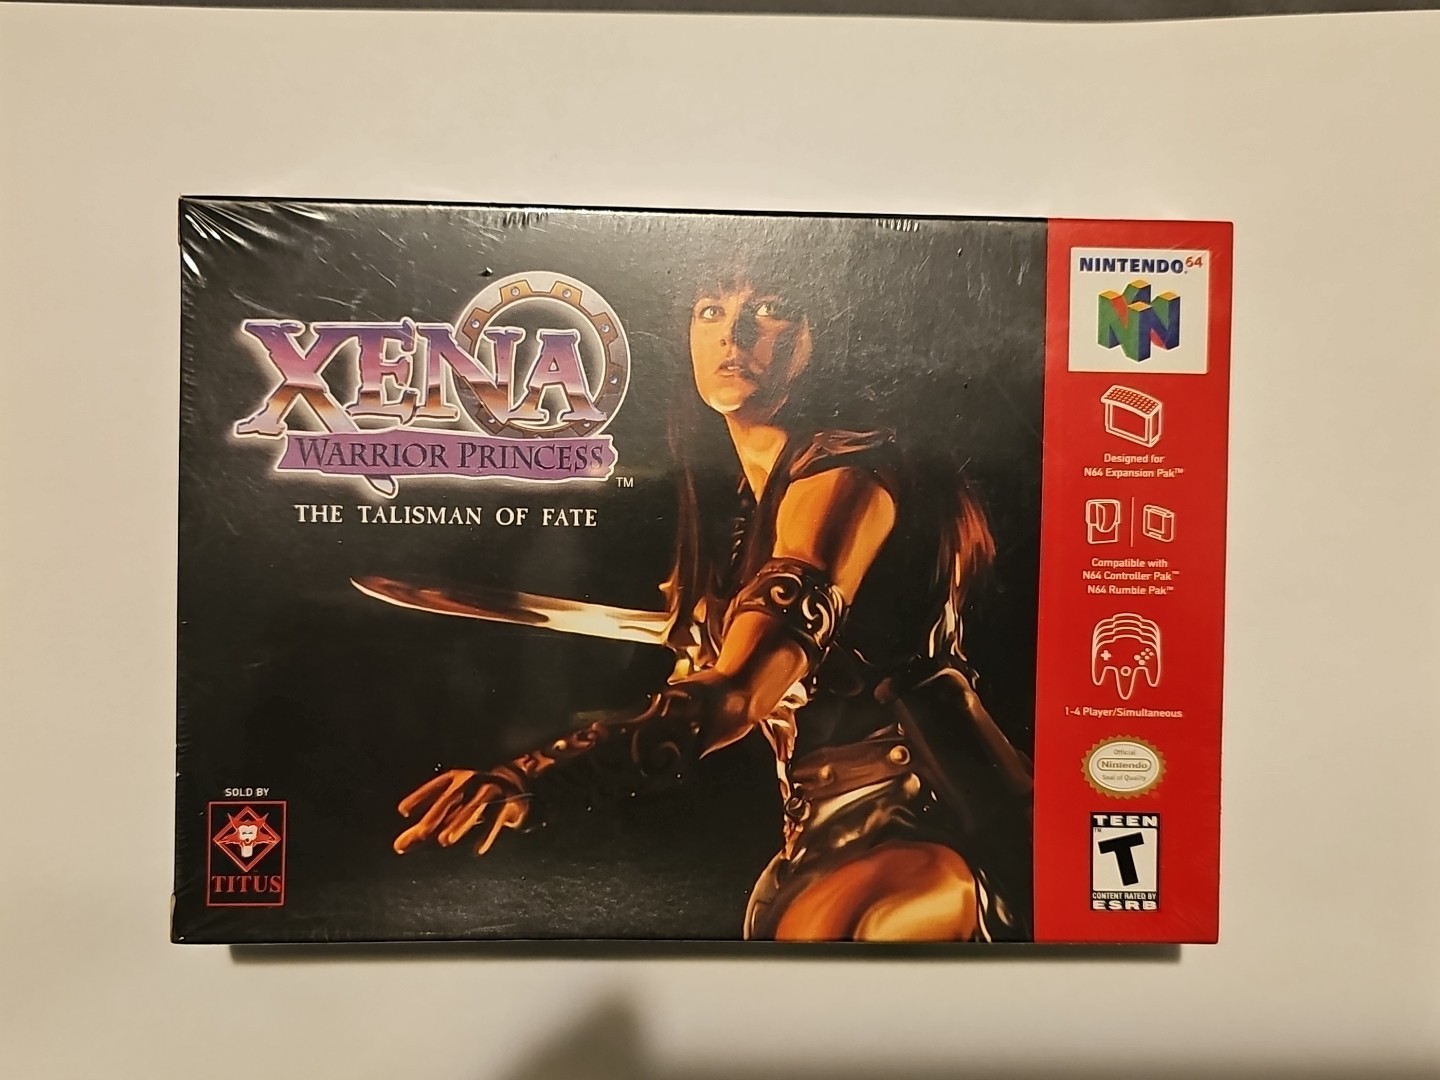 XENA
WARRIOR PRINCESS
TM
THE TALISMAN OF FATE
SOLD BY
TITUS
NINTENDO64
Designed for
N64 Expansion Pak™
Compatible with
N64 Controller Pak™
N64 Rumble Pak™
1-4 Player/Simultaneous
Official
Nintendo
Seal of Quality
TEEN
TM
T
CONTENT RATED BY
ESRB